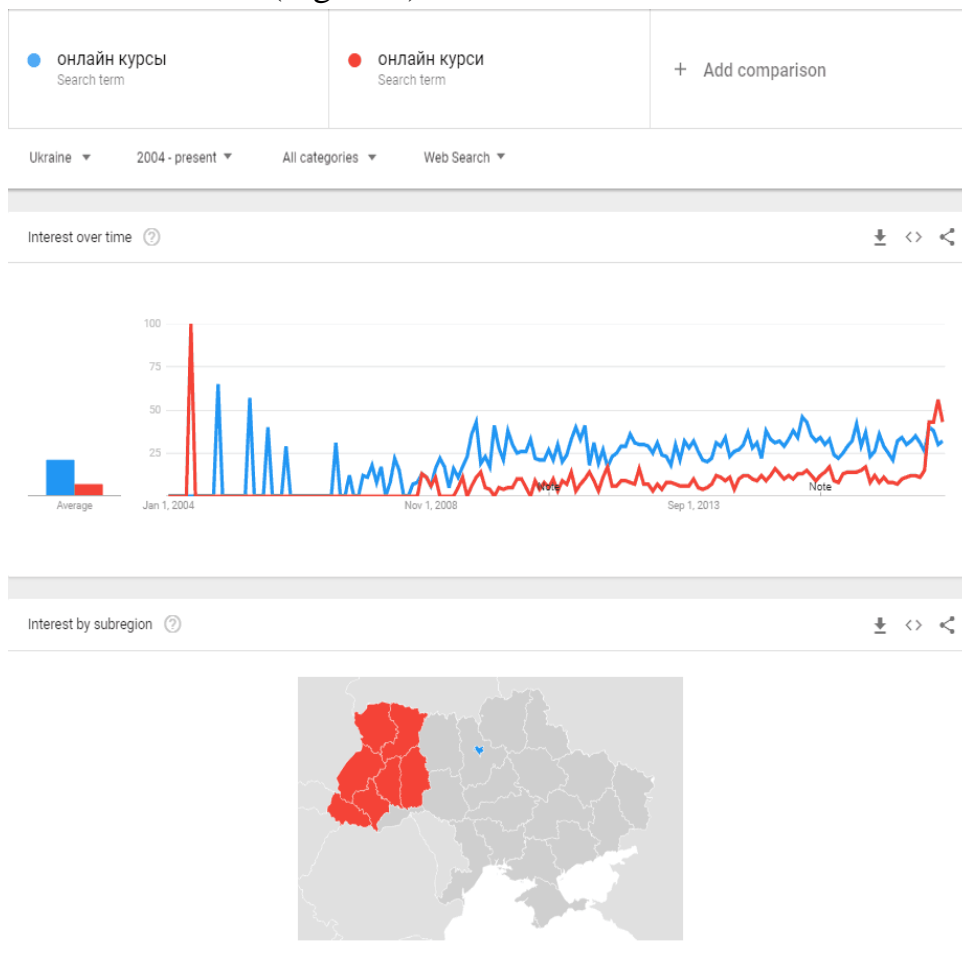 онлайн курсы
Search term
онлайн курси
Search term
+ Add comparison
Ukraine
2004 - present
All categories
Web Search
Interest over time
100
75
50
25
Average
Jan 1, 2004
Nov 1, 2008
Note
Sep 1, 2013
Note
Interest by subregion